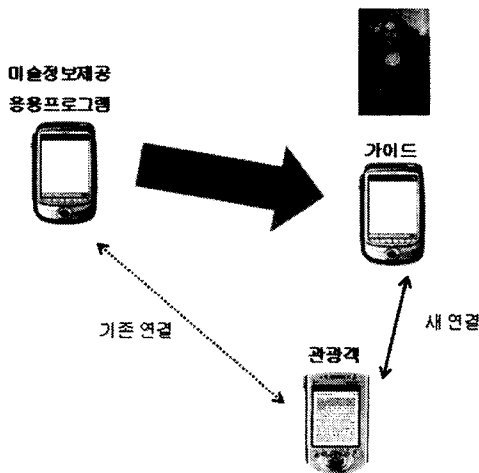 미술정보제공
응용프로그램
가이드
기존 연결
새 연결
관광객